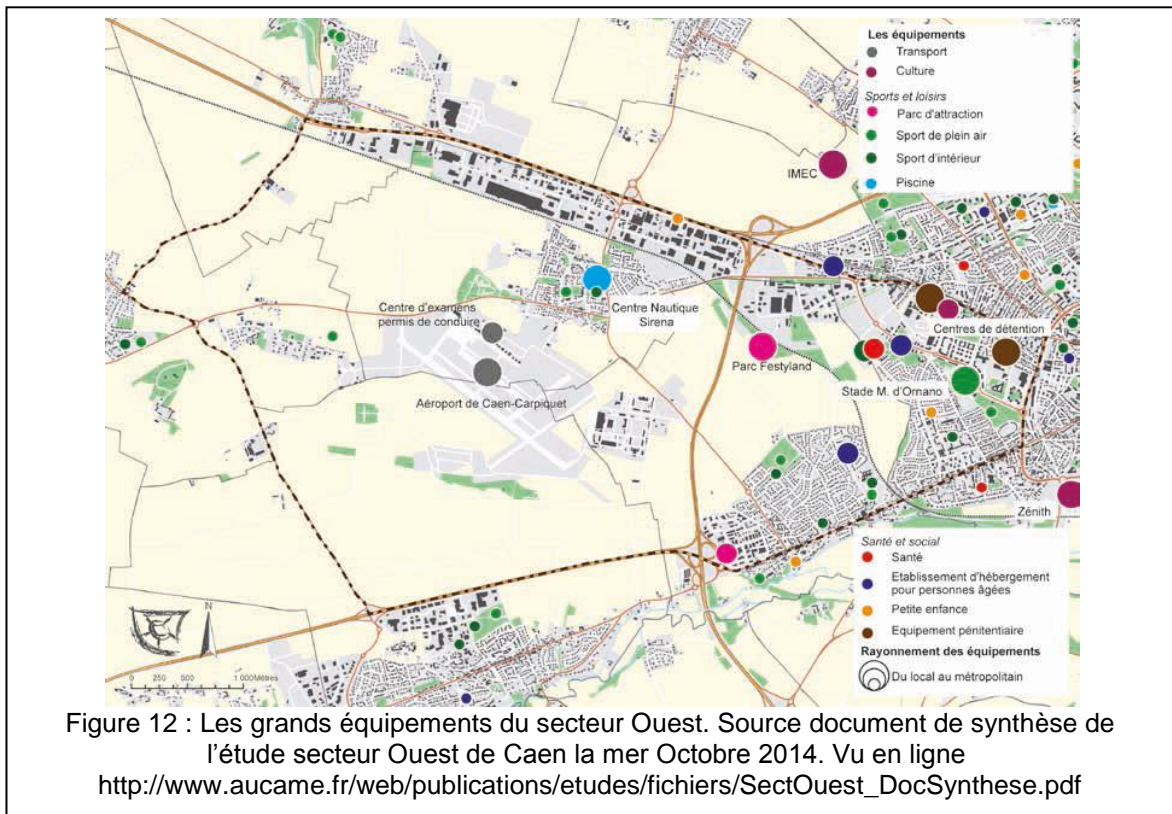 Les équipements
Transport
Culture
Sports et loisirs
Parc d'attraction
Sport de plein air
Sport d'intérieur
Piscine
IMEC
Centre d'examens
permis de conduire
Centre Nautique
Sirena
Centres de détention
Parc Festyland
Aéroport de Caen-Carpiquet
Stade M. d'Ornano
Zénith
Santé et social
Santé
Etablissement d'hébergement
pour personnes âgées
Petite enfance
Equipement pénitentiaire
Rayonnement des équipements
Du local au métropolitain
N
0 250 500 1 000Mètres
Figure 12 : Les grands équipements du secteur Ouest. Source document de synthèse de
l'étude secteur Ouest de Caen la mer Octobre 2014. Vu en ligne
http://www.aucame.fr/web/publications/etudes/fichiers/SectOuest_DocSynthese.pdf